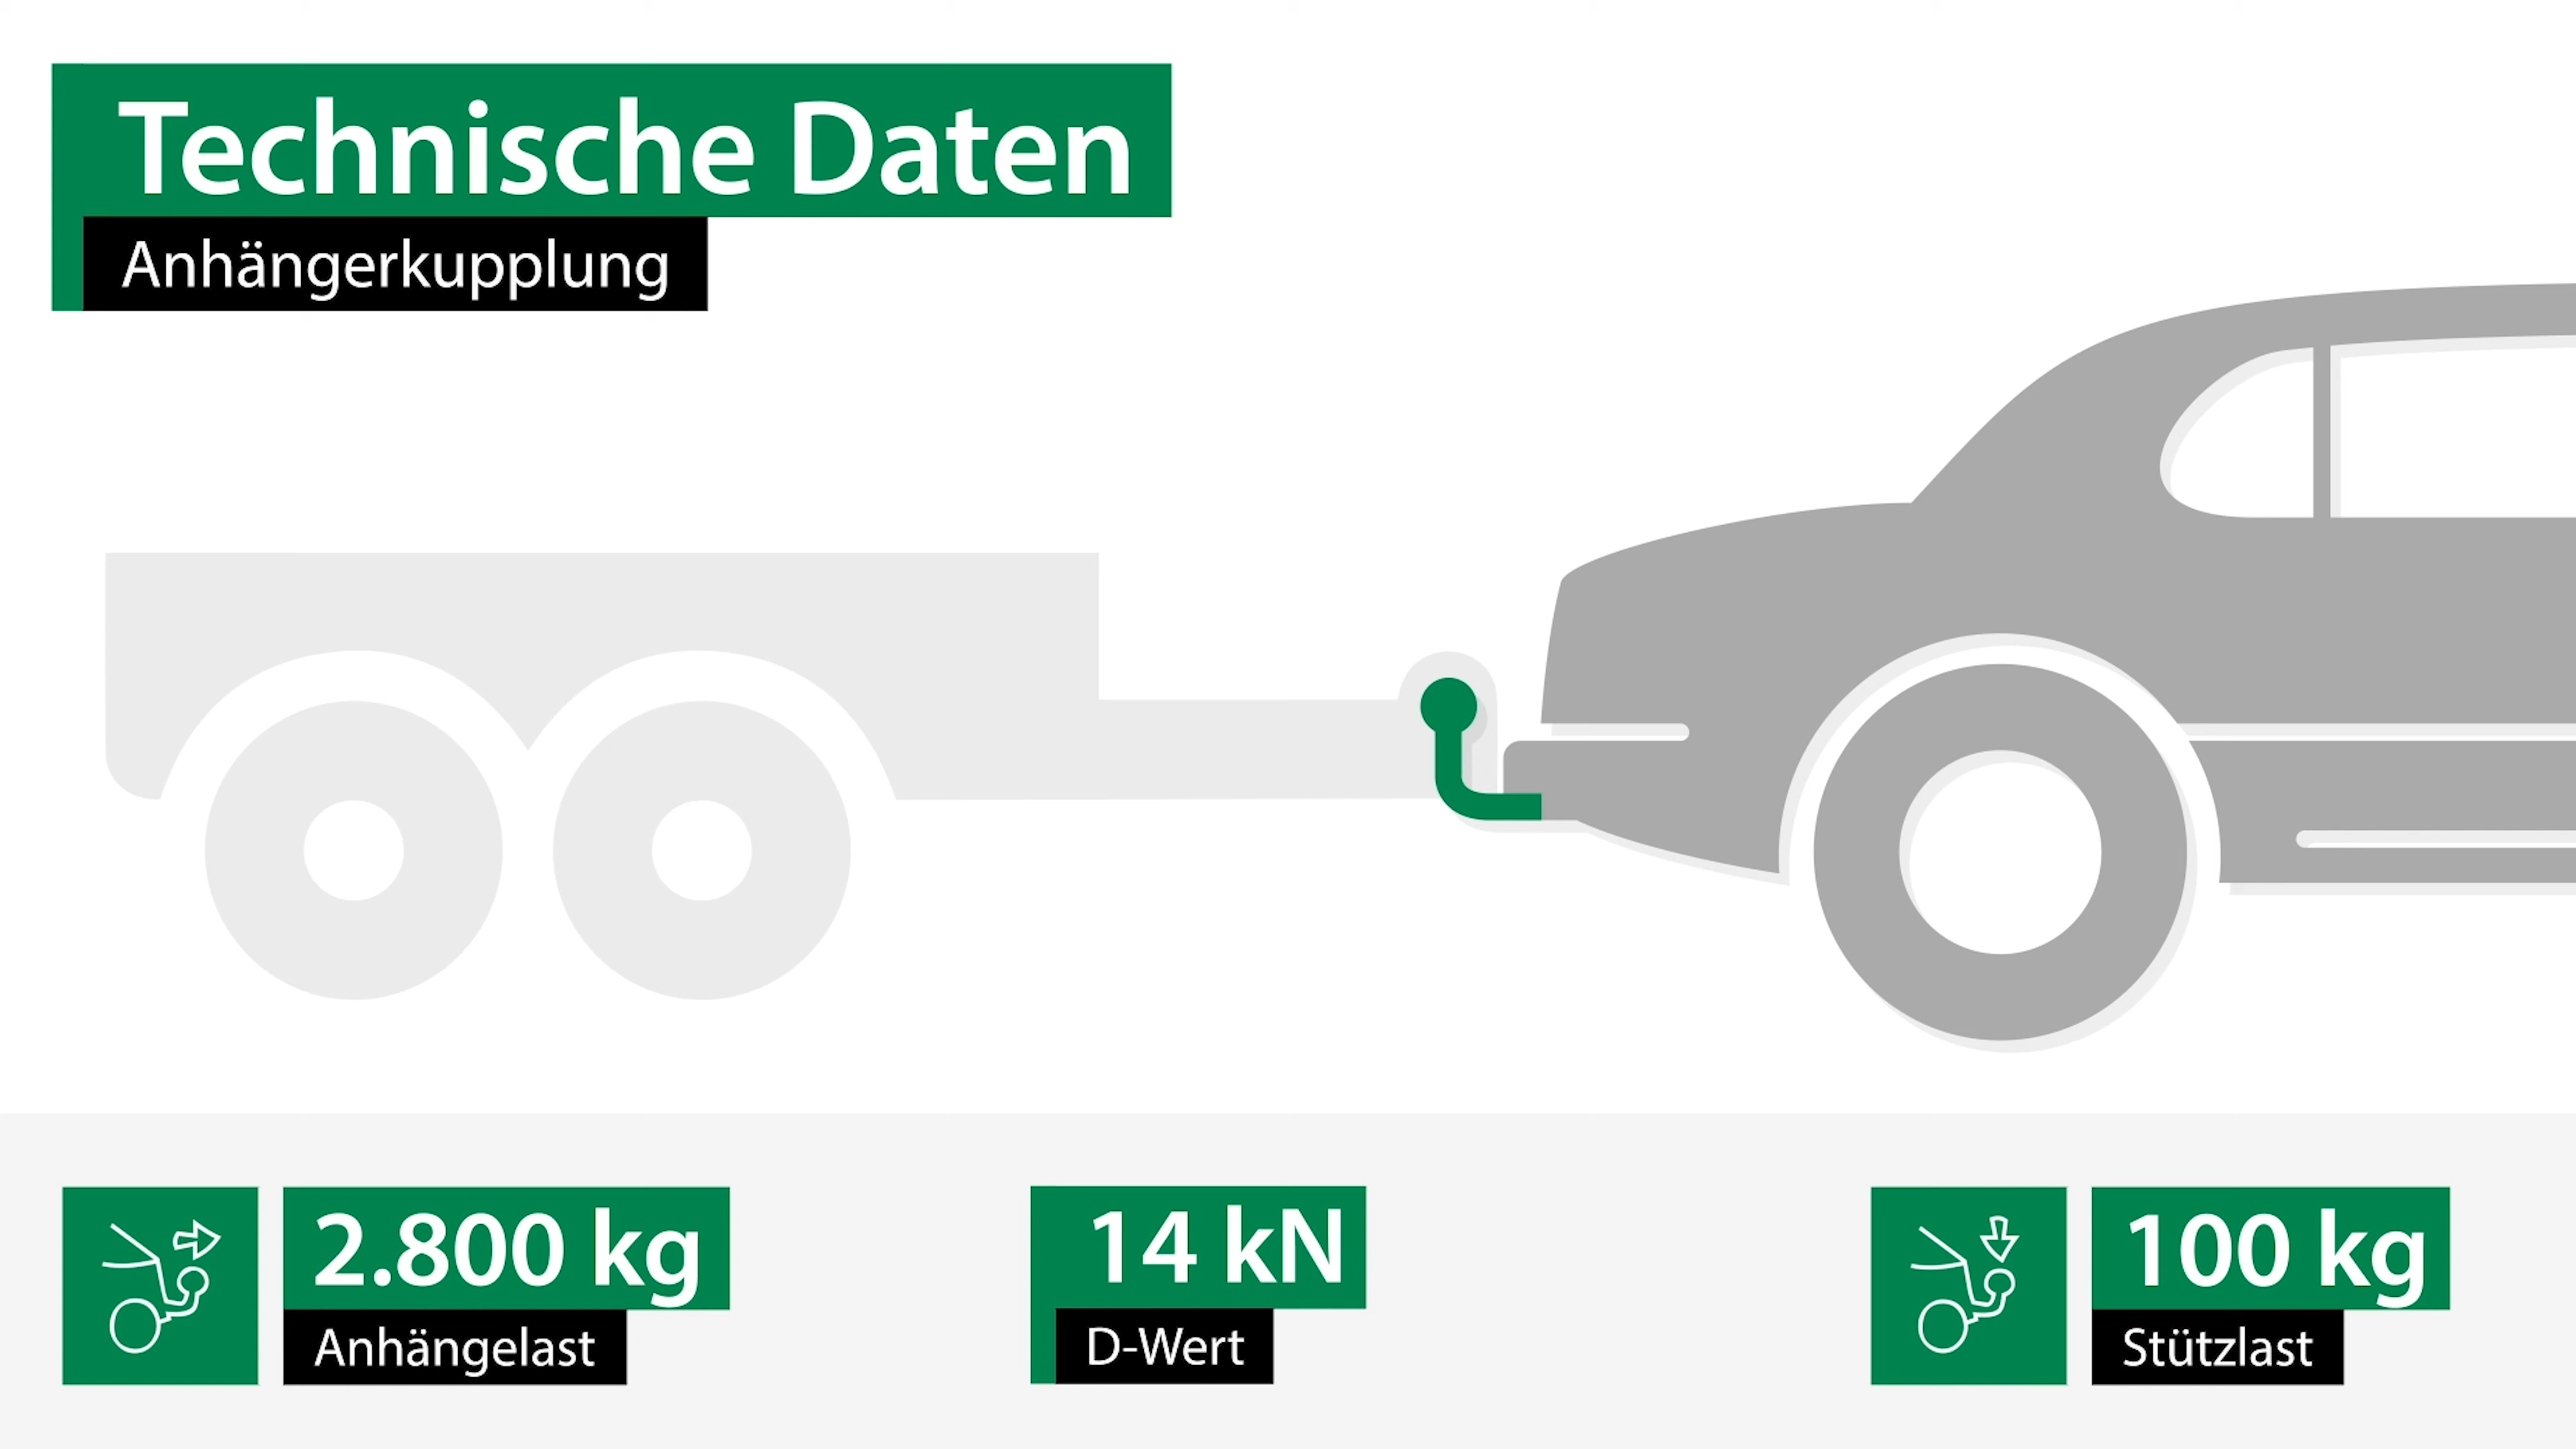 Technische Daten
Anhängerkupplung
2.800 kg
Anhängelast
14 kN
D-Wert
100 kg
Stützlast